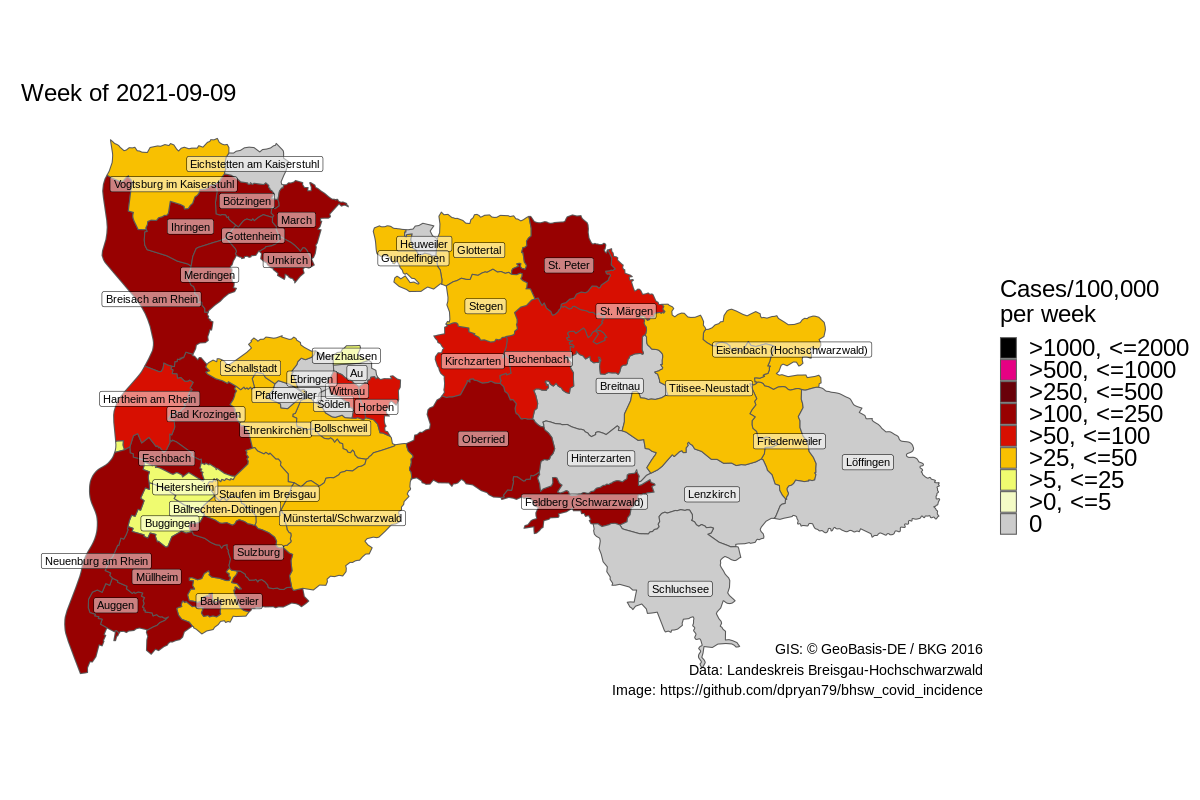 Week of 2021-09-09
Eichstetten am Kaiserstuhl
Vogtsburg im Kaiserstuhl
Bötzingen
March
Ihringen
Gottenheim
Umkirch
Merdingen
Breisach am Rhein
Heuweiler
Glottertal
Gundelfingen
St. Peter
Stegen
St. Märgen
Eisenbach (Hochschwarzwald)
Merzhausen
Buchenbach
Kirchzarten
Schallstadt
Au
Ebringen
Breitnau
Titisee-Neustadt
Wittnau
Pfaffenweiler
Hartheim am Rhein
Sölden
Horben
Bad Krozingen
Bollschweil
Ehrenkirchen
Oberried
Friedenweiler
Eschbach
Hinterzarten
Löffingen
Heitersheim
Staufen im Breisgau
Lenzkirch
Feldberg (Schwarzwald)
Ballrechten-Dottingen
Münstertal/Schwarzwald
Buggingen
Sulzburg
Neuenburg am Rhein
Müllheim
Schluchsee
Badenweiler
Auggen
Cases/100,000
per week
>1000, <=2000
>500, <=1000
>250, <=500
>100, <=250
>50, <=100
>25, <=50
>5, <=25
>0, <=5
0
GIS: © GeoBasis-DE / BKG 2016
Data: Landeskreis Breisgau-Hochschwarzwald
Image: https://github.com/dpryan79/bhsw_covid_incidence